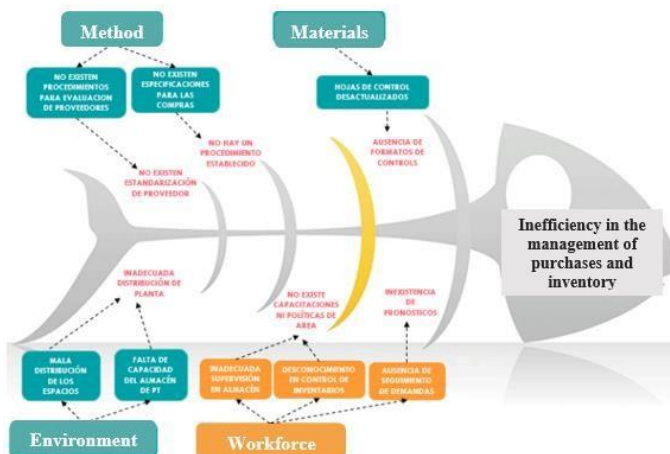 Method
Materials
NO EXISTEN
PROCEDIMIENTOS
PARA EVALUACION
DE PROVEEDORES
NO EXISTEN
ESPECIFICACIONES
PARA LAS
COMPRAS
HOJAS DE CONTROL
DESACTUALIZADOS
NO HAY UN
PROCEDIMIENTO
ESTABLECIDO
AUSENCIA DE
FORMATOS DE
CONTROLS
NO EXISTEN
ESTANDARIZACIÓN
DE PROVEEDOR
Inefficiency in the
management of
purchases and
inventory
INADECUADA
DISTRIBUCIÓN DE
PLANTA
NO EXISTE
CAPACITACIONES
NI POLÍTICAS DE
AREA
INEXISTENCIA
DE
PRONOSTICOS
MALA
DISTRIBUCIÓN
DE LOS
ESPACIOS
FALTA DE
CAPACIDAD
DEL ALMACÉN
DE PT
INADECUADA
SUPERVISIÓN
EN ALMACÉN
DESCONOCIMIENTO
EN CONTROL DE
INVENTARIOS
AUSENCIA DE
SEGUIMIENTO
DE DEMANDAS
Environment
Workforce